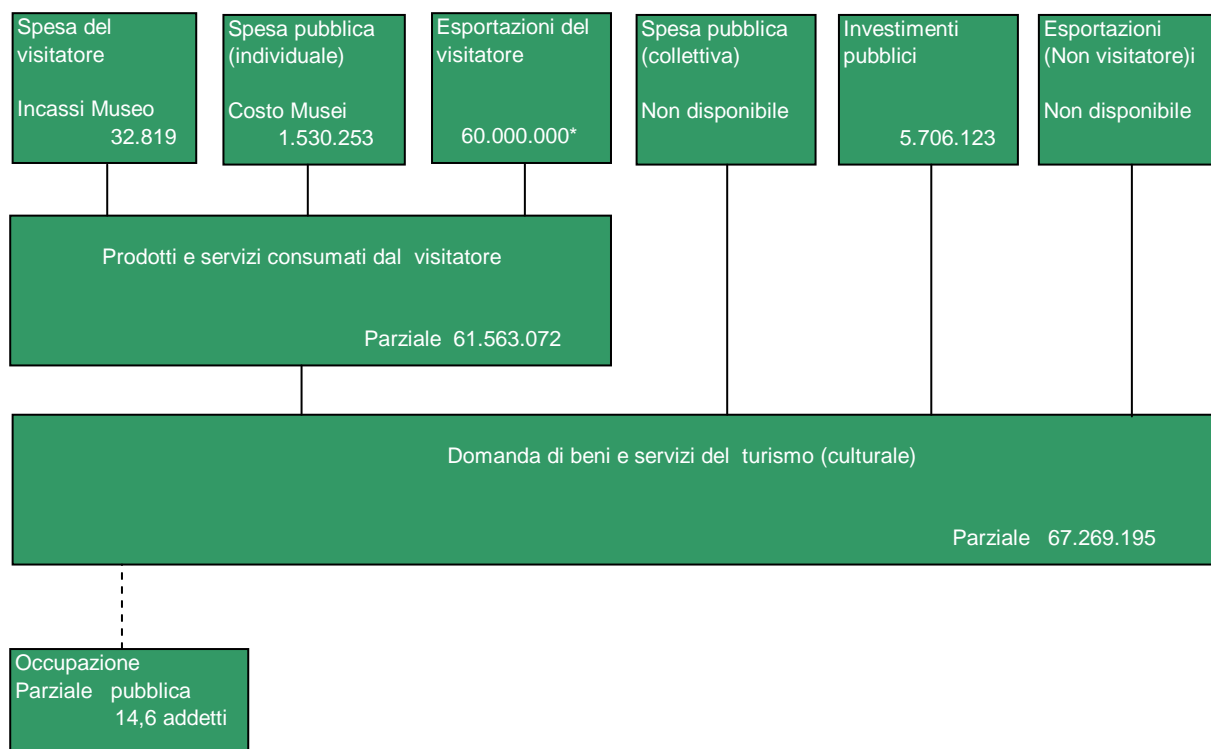 Spesa del
visitatore
Incassi Museo
32.819
Spesa pubblica
(individuale)
Costo Musei
1.530.253
Esportazioni del
visitatore
60.000.000*
Spesa pubblica
(collettiva)
Non disponibile
Investimenti
pubblici
5.706.123
Esportazioni
(Non visitatore)i
Non disponibile
Prodotti e servizi consumati dal visitatore
Parziale 61.563.072
Domanda di beni e servizi del turismo (culturale)
Parziale 67.269.195
Occupazione
Parziale pubblica
14,6 addetti